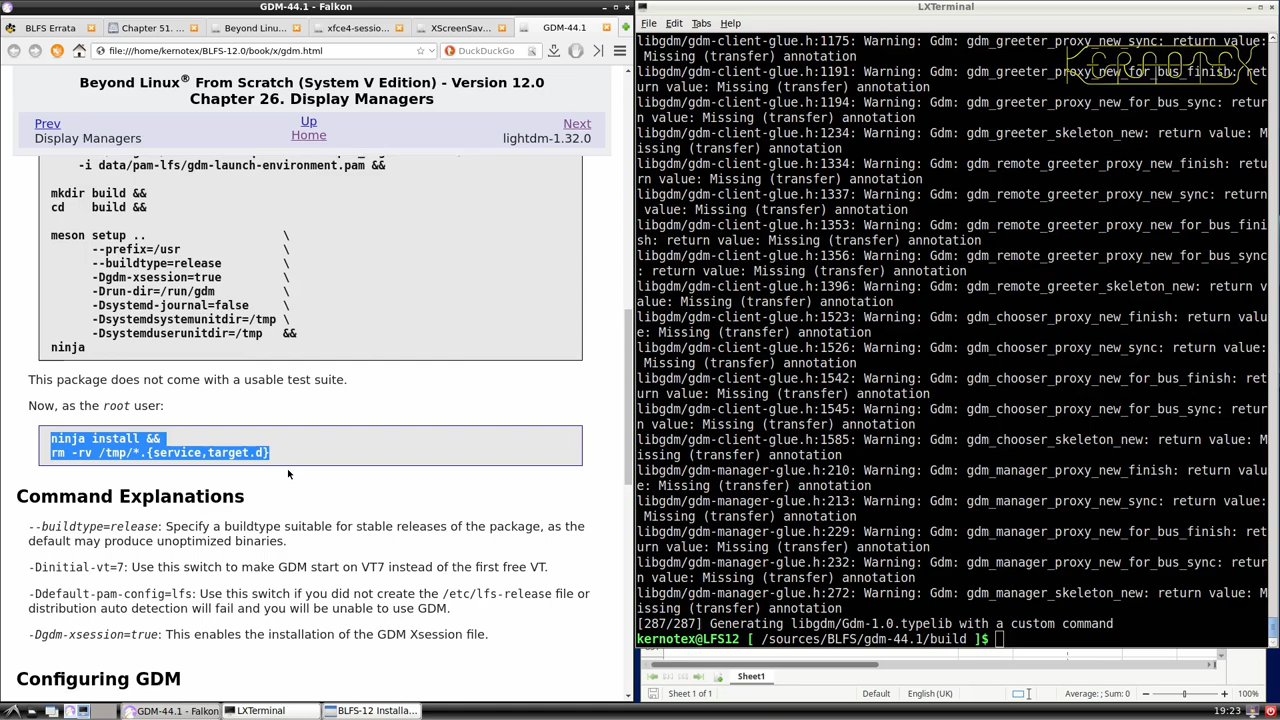 GDM-44.1 - Falkon
BLFS Errata
Chapter 51.
Beyond Linu...
xfce4-sessio...
XScreenSav...
GDM-44.1
file:///home/kernotex/BLFS-12.0/book/x/gdm.html
DuckDuckGo
Beyond Linux® From Scratch (System V Edition) - Version 12.0
Chapter 26. Display Managers
Prev
Up
Next
Display Managers
Home
lightdm-1.32.0
-i data/pam-lfs/gdm-launch-environment.pam &&
mkdir build &&
cd    build &&
meson setup ..                     \
--prefix=/usr                \
--buildtype=release          \
-Dgdm-xsession=true          \
-Drun-dir=/run/gdm           \
-Dsystemd-journal=false      \
-Dsystemdsystemunitdir=/tmp \
-Dsystemduserunitdir=/tmp   &&
ninja
This package does not come with a usable test suite.
Now, as the root user:
ninja install &&
rm -rv /tmp/*.{service,target.d}
Command Explanations
--buildtype=release: Specify a buildtype suitable for stable releases of the package, as the
default may produce unoptimized binaries.
-Dinitial-vt=7: Use this switch to make GDM start on VT7 instead of the first free VT.
-Ddefault-pam-config=lfs: Use this switch if you did not create the /etc/lfs-release file or
distribution auto detection will fail and you will be unable to use GDM.
-Dgdm-xsession=true: This enables the installation of the GDM Xsession file.
Configuring GDM
LXTerminal
File Edit Tabs Help
libgdm/gdm-client-glue.h:1175: Warning: Gdm: gdm_greeter_proxy_new_sync: return value:
Missing (transfer) annotation
KERNOTEX
libgdm/gdm-client-glue.h:1191: Warning: Gdm: gdm_greeter_proxy_new_for_bus_finish: ret
urn value: Missing (transfer) annotation
libgdm/gdm-client-glue.h:1194: Warning: Gdm: gdm_greeter_proxy_new_for_bus_sync: retur
n value: Missing (transfer) annotation
libgdm/gdm-client-glue.h:1234: Warning: Gdm: gdm_greeter_skeleton_new: return value: M
issing (transfer) annotation
libgdm/gdm-client-glue.h:1334: Warning: Gdm: gdm_remote_greeter_proxy_new_finish: retu
rn value: Missing (transfer) annotation
libgdm/gdm-client-glue.h:1337: Warning: Gdm: gdm_remote_greeter_proxy_new_sync: return
value: Missing (transfer) annotation
libgdm/gdm-client-glue.h:1353: Warning: Gdm: gdm_remote_greeter_proxy_new_for_bus_fini
sh: return value: Missing (transfer) annotation
libgdm/gdm-client-glue.h:1356: Warning: Gdm: gdm_remote_greeter_proxy_new_for_bus_sync
: return value: Missing (transfer) annotation
libgdm/gdm-client-glue.h:1396: Warning: Gdm: gdm_remote_greeter_skeleton_new: return v
alue: Missing (transfer) annotation
libgdm/gdm-client-glue.h:1523: Warning: Gdm: gdm_chooser_proxy_new_finish: return valu
e: Missing (transfer) annotation
libgdm/gdm-client-glue.h:1526: Warning: Gdm: gdm_chooser_proxy_new_sync: return value:
Missing (transfer) annotation
libgdm/gdm-client-glue.h:1542: Warning: Gdm: gdm_chooser_proxy_new_for_bus_finish: ret
urn value: Missing (transfer) annotation
libgdm/gdm-client-glue.h:1545: Warning: Gdm: gdm_chooser_proxy_new_for_bus_sync: retur
n value: Missing (transfer) annotation
libgdm/gdm-client-glue.h:1585: Warning: Gdm: gdm_chooser_skeleton_new: return value: M
issing (transfer) annotation
libgdm/gdm-manager-glue.h:210: Warning: Gdm: gdm_manager_proxy_new_finish: return valu
e: Missing (transfer) annotation
libgdm/gdm-manager-glue.h:213: Warning: Gdm: gdm_manager_proxy_new_sync: return value:
Missing (transfer) annotation
libgdm/gdm-manager-glue.h:229: Warning: Gdm: gdm_manager_proxy_new_for_bus_finish: ret
urn value: Missing (transfer) annotation
libgdm/gdm-manager-glue.h:232: Warning: Gdm: gdm_manager_proxy_new_for_bus_sync: retur
n value: Missing (transfer) annotation
libgdm/gdm-manager-glue.h:272: Warning: Gdm: gdm_manager_skeleton_new: return value: M
issing (transfer) annotation
[287/287] Generating libgdm/Gdm-1.0.typelib with a custom command
kernotex@LFS12 [ /sources/BLFS/gdm-44.1/build ]$
Sheet1
Sheet 1 of 1
Default
English (UK)
Average: ; Sum: 0
100%
GDM-44.1 - Falkon
LXTerminal
BLFS-12 Installa...
19:23